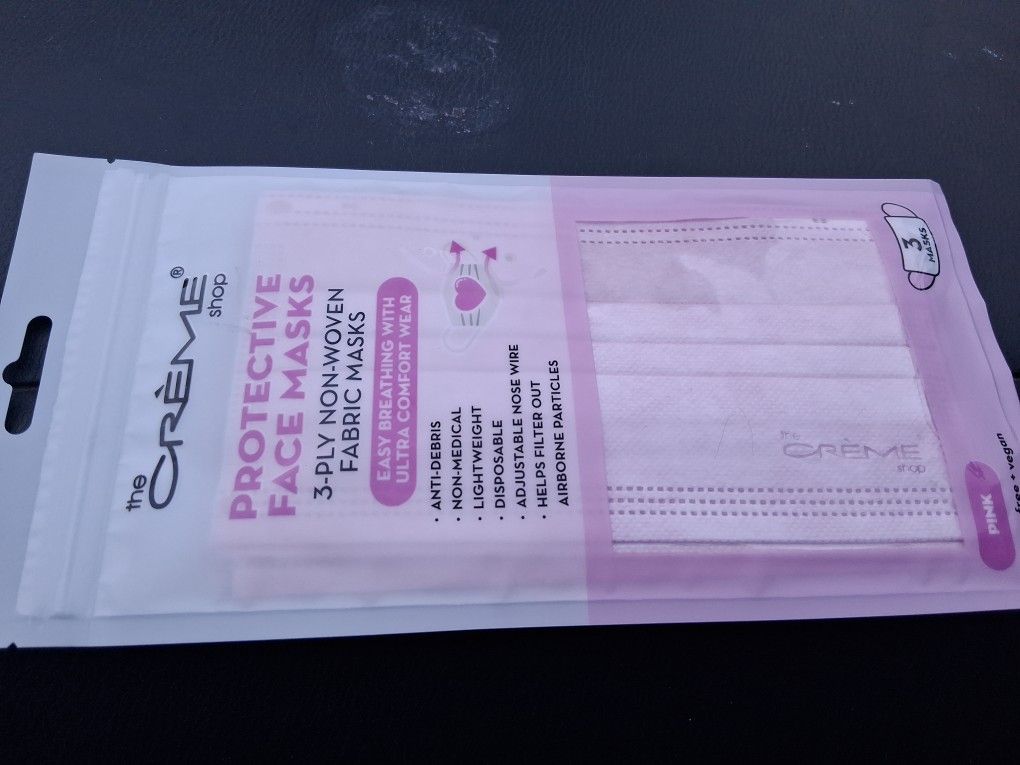 the
CRÈME®
shop
PROTECTIVE
FACE MASKS
3-PLY NON-WOVEN
FABRIC MASKS
EASY BREATHING WITH
ULTRA COMFORT WEAR
· ANTI-DEBRIS
· NON-MEDICAL
· LIGHTWEIGHT
· DISPOSABLE
· ADJUSTABLE NOSE WIRE
· HELPS FILTER OUT
AIRBORNE PARTICLES
3
MASKS
the
CRÈME
shop
PINK
free + vegan